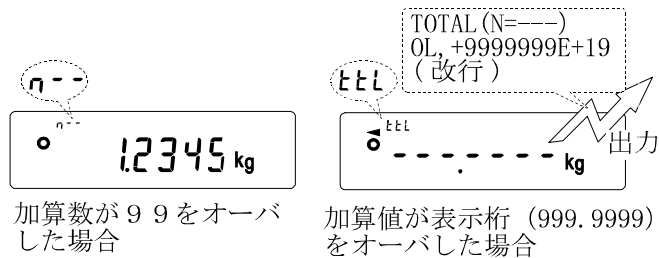 n--
n--
1.2345 kg
加算数が99をオーバ
した場合
TOTAL(N=---)
OL,+9999999E+19
(改行)
ttL
ttL
---.---- kg
出力
加算値が表示桁 (999.9999)
をオーバした場合